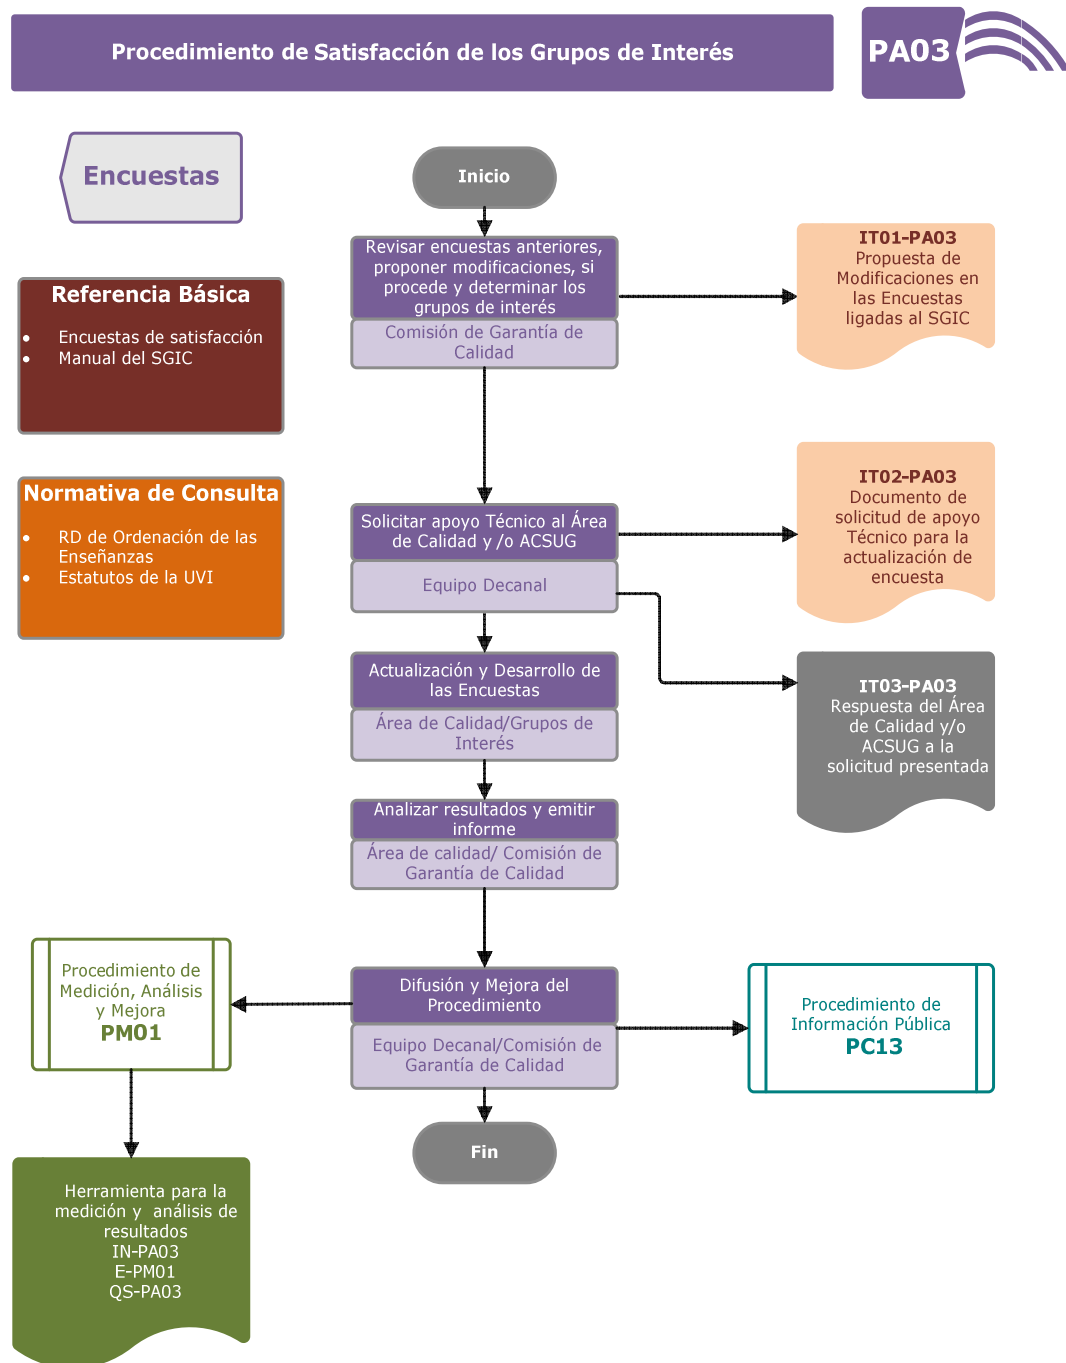 Procedimiento de Satisfacción de los Grupos de Interés
PA03
Encuestas
Inicio
Revisar encuestas anteriores,
proponer modificaciones, si
procede y determinar los
grupos de interés
Comisión de Garantía de
Calidad
IT01-PA03
Propuesta de
Modificaciones en
las Encuestas
ligadas al SGIC
Referencia Básica
• Encuestas de satisfacción
• Manual del SGIC
Normativa de Consulta
• RD de Ordenación de las
Enseñanzas
• Estatutos de la UVI
Solicitar apoyo Técnico al Área
de Calidad y /o ACSUG
Equipo Decanal
IT02-PA03
Documento de
solicitud de apoyo
Técnico para la
actualización de
encuesta
Actualización y Desarrollo de
las Encuestas
Área de Calidad/Grupos de
Interés
IT03-PA03
Respuesta del Área
de Calidad y/o
ACSUG a la
solicitud presentada
Analizar resultados y emitir
informe
Área de calidad/ Comisión de
Garantía de Calidad
Procedimiento de
Medición, Análisis
y Mejora
PM01
Difusión y Mejora del
Procedimiento
Equipo Decanal/Comisión de
Garantía de Calidad
Procedimiento de
Información Pública
PC13
Fin
Herramienta para la
medición y  análisis de
resultados
IN-PA03
E-PM01
QS-PA03